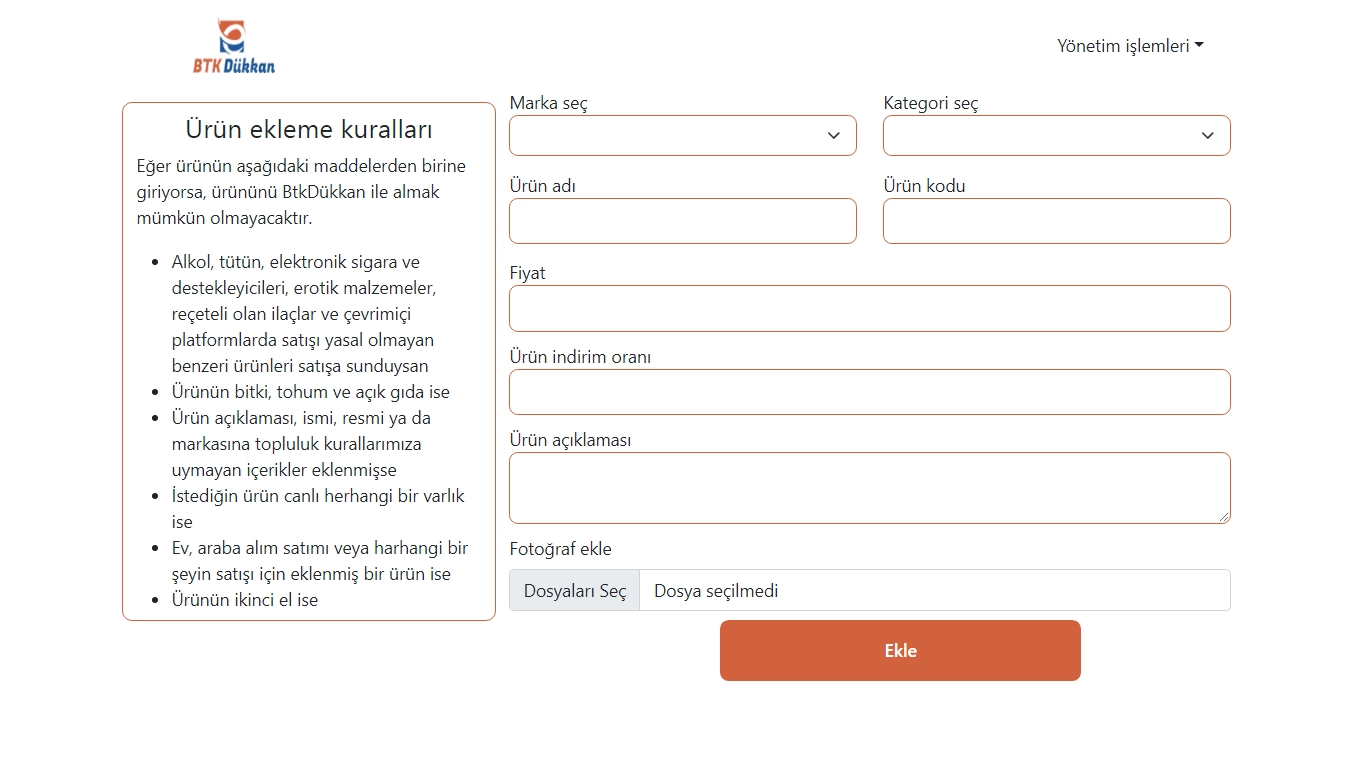 BTK Dükkan
Yönetim işlemleri
Ürün ekleme kuralları
Eğer ürünün aşağıdaki maddelerden birine
giriyorsa, ürününü BtkDükkan ile almak
mümkün olmayacaktır.
Alkol, tütün, elektronik sigara ve
destekleyicileri, erotik malzemeler,
reçeteli olan ilaçlar ve çevrimiçi
platformlarda satışı yasal olmayan
benzeri ürünleri satışa sunduysan
Ürünün bitki, tohum ve açık gıda ise
Ürün açıklaması, ismi, resmi ya da
markasına topluluk kurallarımıza
uymayan içerikler eklenmişse
İstediğin ürün canlı herhangi bir varlık
ise
Ev, araba alım satımı veya harhangi bir
şeyin satışı için eklenmiş bir ürün ise
Ürünün ikinci el ise
Marka seç
Kategori seç
Ürün adı
Ürün kodu
Fiyat
Ürün indirim oranı
Ürün açıklaması
Fotoğraf ekle
Dosyaları Seç
Dosya seçilmedi
Ekle